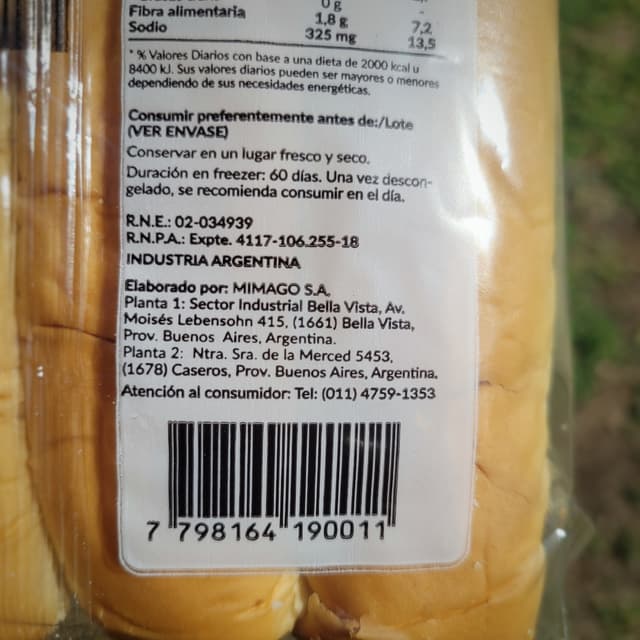 0 g -
Fibra alimentaria 1,8 g 7,2
Sodio 325 mg 13,5
* % Valores Diarios con base a una dieta de 2000 kcal u
8400 kJ. Sus valores diarios pueden ser mayores o menores
dependiendo de sus necesidades energéticas.
Consumir preferentemente antes de:/Lote
(VER ENVASE)
Conservar en un lugar fresco y seco.
Duración en freezer: 60 días. Una vez descon-
gelado, se recomienda consumir en el día.
R.N.E.: 02-034939
R.N.P.A.: Expte. 4117-106.255-18
INDUSTRIA ARGENTINA
Elaborado por: MIMAGO S.A.
Planta 1: Sector Industrial Bella Vista, Av.
Moisés Lebensohn 415, (1661) Bella Vista,
Prov. Buenos Aires, Argentina.
Planta 2: Ntra. Sra. de la Merced 5453,
(1678) Caseros, Prov. Buenos Aires, Argentina.
Atención al consumidor: Tel: (011) 4759-1353
7 798164 190011